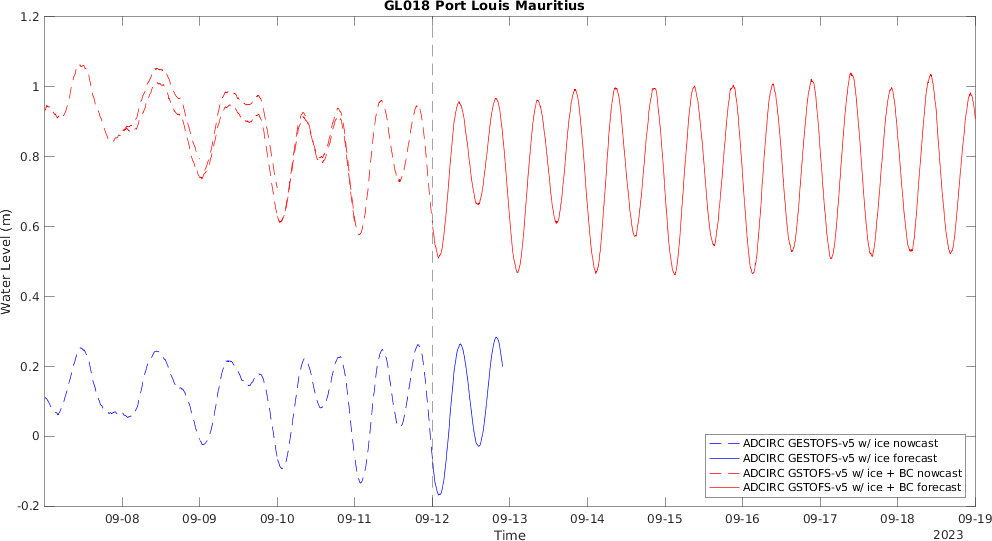 GL018 Port Louis Mauritius
1.2
1
0.8
0.6
0.4
0.2
0
-0.2
Water Level (m)
09-08 09-09 09-10 09-11 09-12 09-13 09-14 09-15 09-16 09-17 09-18 09-19
Time
2023
ADCIRC GESTOFS-v5 w/ ice nowcast
ADCIRC GESTOFS-v5 w/ ice forecast
ADCIRC GSTOFS-v5 w/ ice + BC nowcast
ADCIRC GSTOFS-v5 w/ ice + BC forecast